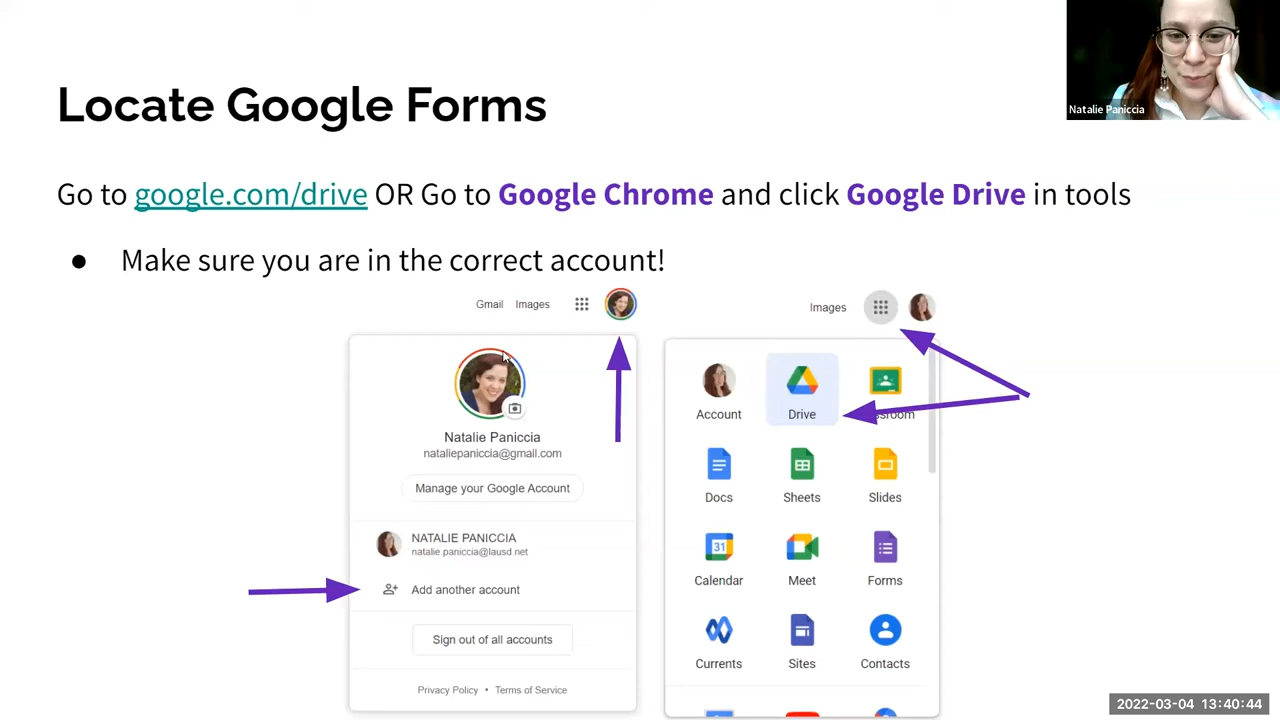 Natalie Paniccia
Locate Google Forms
Go to google.com/drive OR Go to Google Chrome and click Google Drive in tools
● Make sure you are in the correct account!
Gmail Images
Natalie Paniccia
nataliepaniccia@gmail.com
Manage your Google Account
NATALIE PANICCIA
natalie.paniccia@lausd.net
Add another account
Sign out of all accounts
Privacy Policy • Terms of Service
Images
Account Drive ssroom
Docs Sheets Slides
31
Calendar Meet Forms
Currents Sites Contacts
2022-03-04 13:40:44